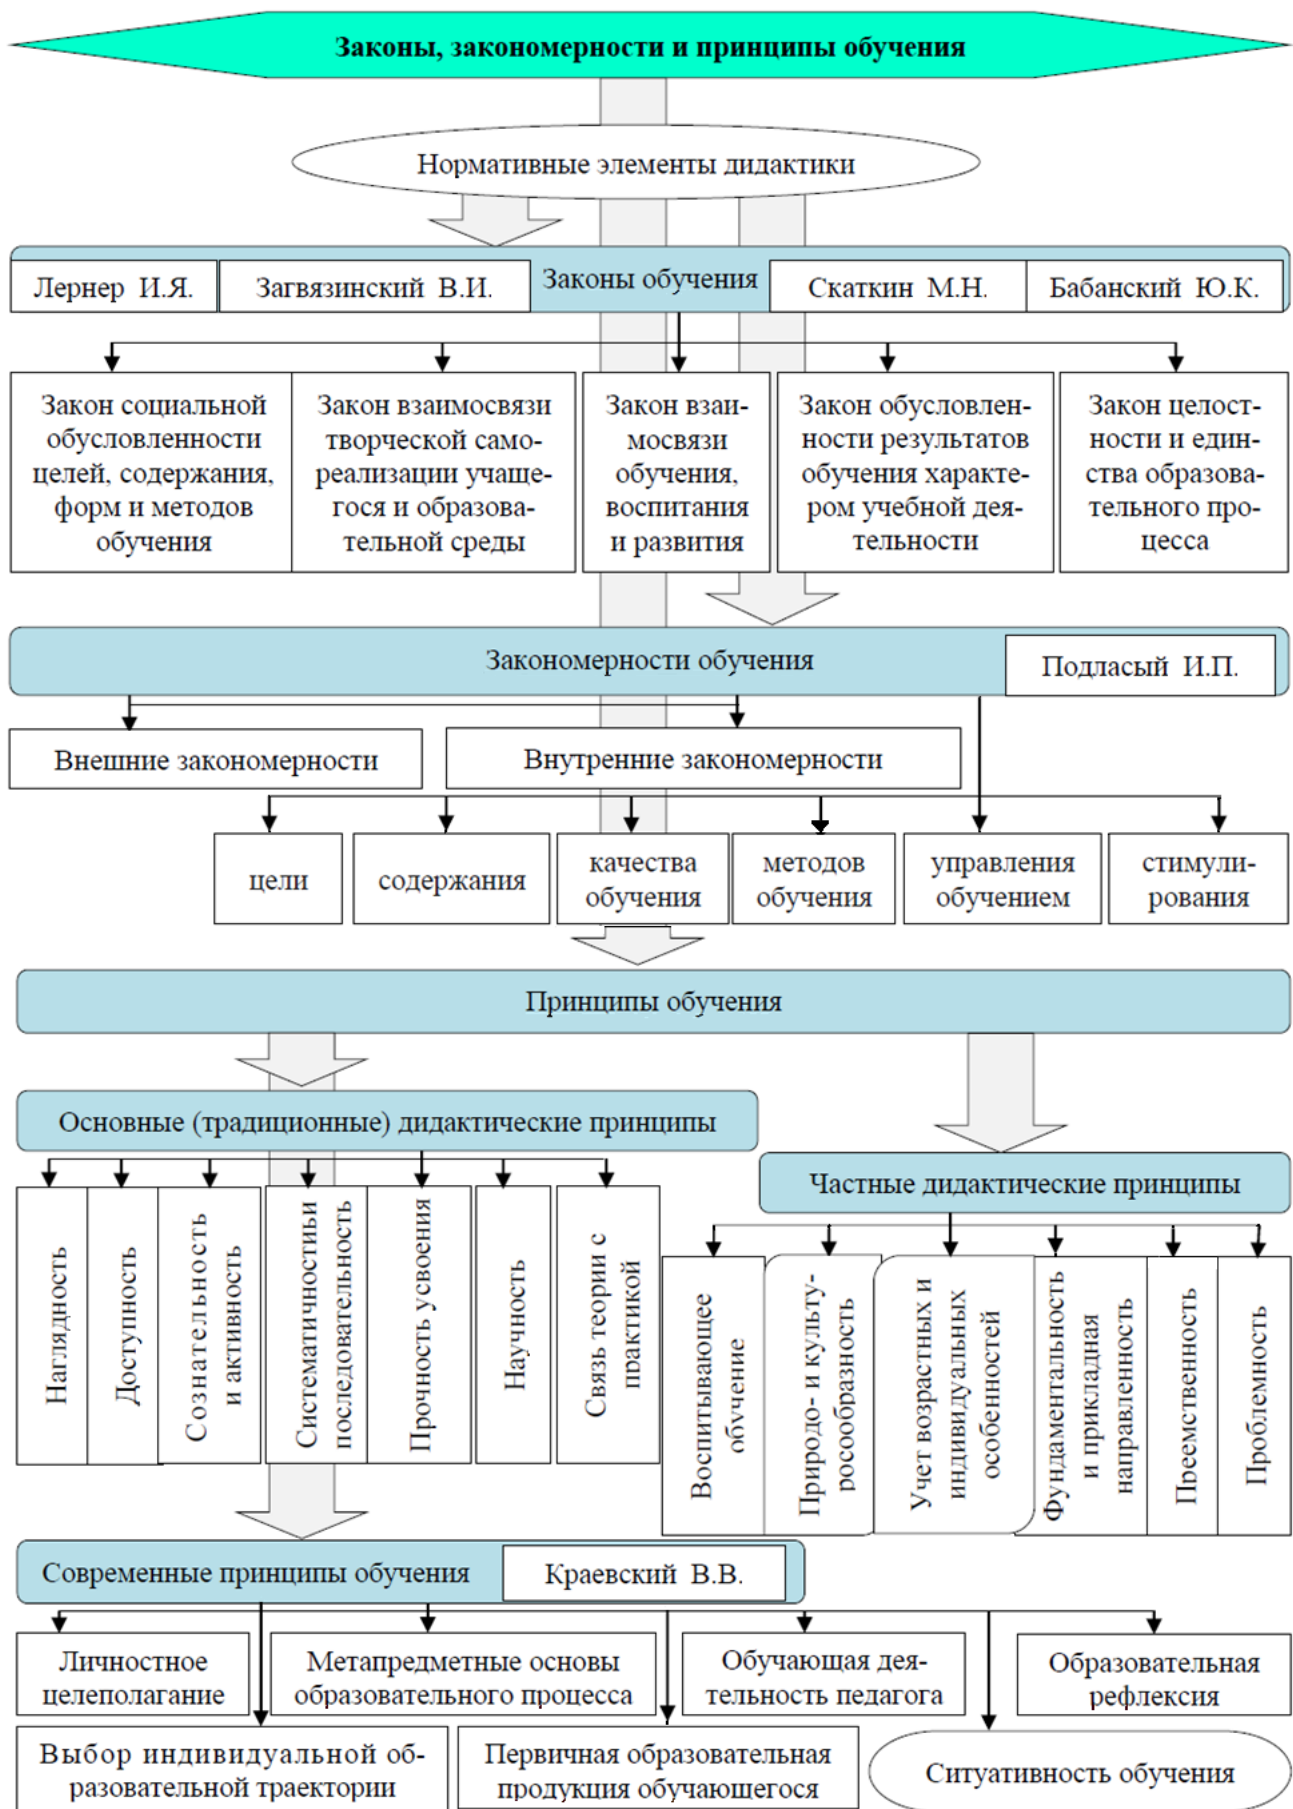 Законы, закономерности и принципы обучения
Нормативные элементы дидактики
Лернер И.Я.
Загвязинский В.И.
Законы обучения
Скаткин М.Н.
Бабанский Ю.К.
Закон социальной
обусловленности
целей, содержания,
форм и методов
обучения
Закон взаимосвязи
творческой само-
реализации учаще-
гося и образова-
тельной среды
Закон взаи-
мосвязи
обучения,
воспитания
и развития
Закон обусловлен-
ности результатов
обучения характе-
ром учебной дея-
тельности
Закон целост-
ности и един-
ства образова-
тельного про-
цесса
Закономерности обучения
Подласый И.П.
Внешние закономерности
Внутренние закономерности
цели
содержания
качества
обучения
методов
обучения
управления
обучением
стимули-
рования
Принципы обучения
Основные (традиционные) дидактические принципы
Частные дидактические принципы
Наглядность
Доступность
Сознательность
и активность
Систематичностиьи
последовательность
Прочность усвоения
Научность
Связь теории с
практикой
Воспитывающее
обучение
Природо- и культу-
рособразность
Учет возрастных и
индивидуальных
особенностей
Фундаментальность
и прикладная
направленность
Преемственность
Проблемность
Современные принципы обучения
Краевский В.В.
Личностное
целеполагание
Метапредметные основы
образовательного процесса
Обучающая дея-
тельность педагога
Образовательная
рефлексия
Выбор индивидуальной об-
разовательной траектории
Первичная образовательная
продукция обучающегося
Ситуативность обучения